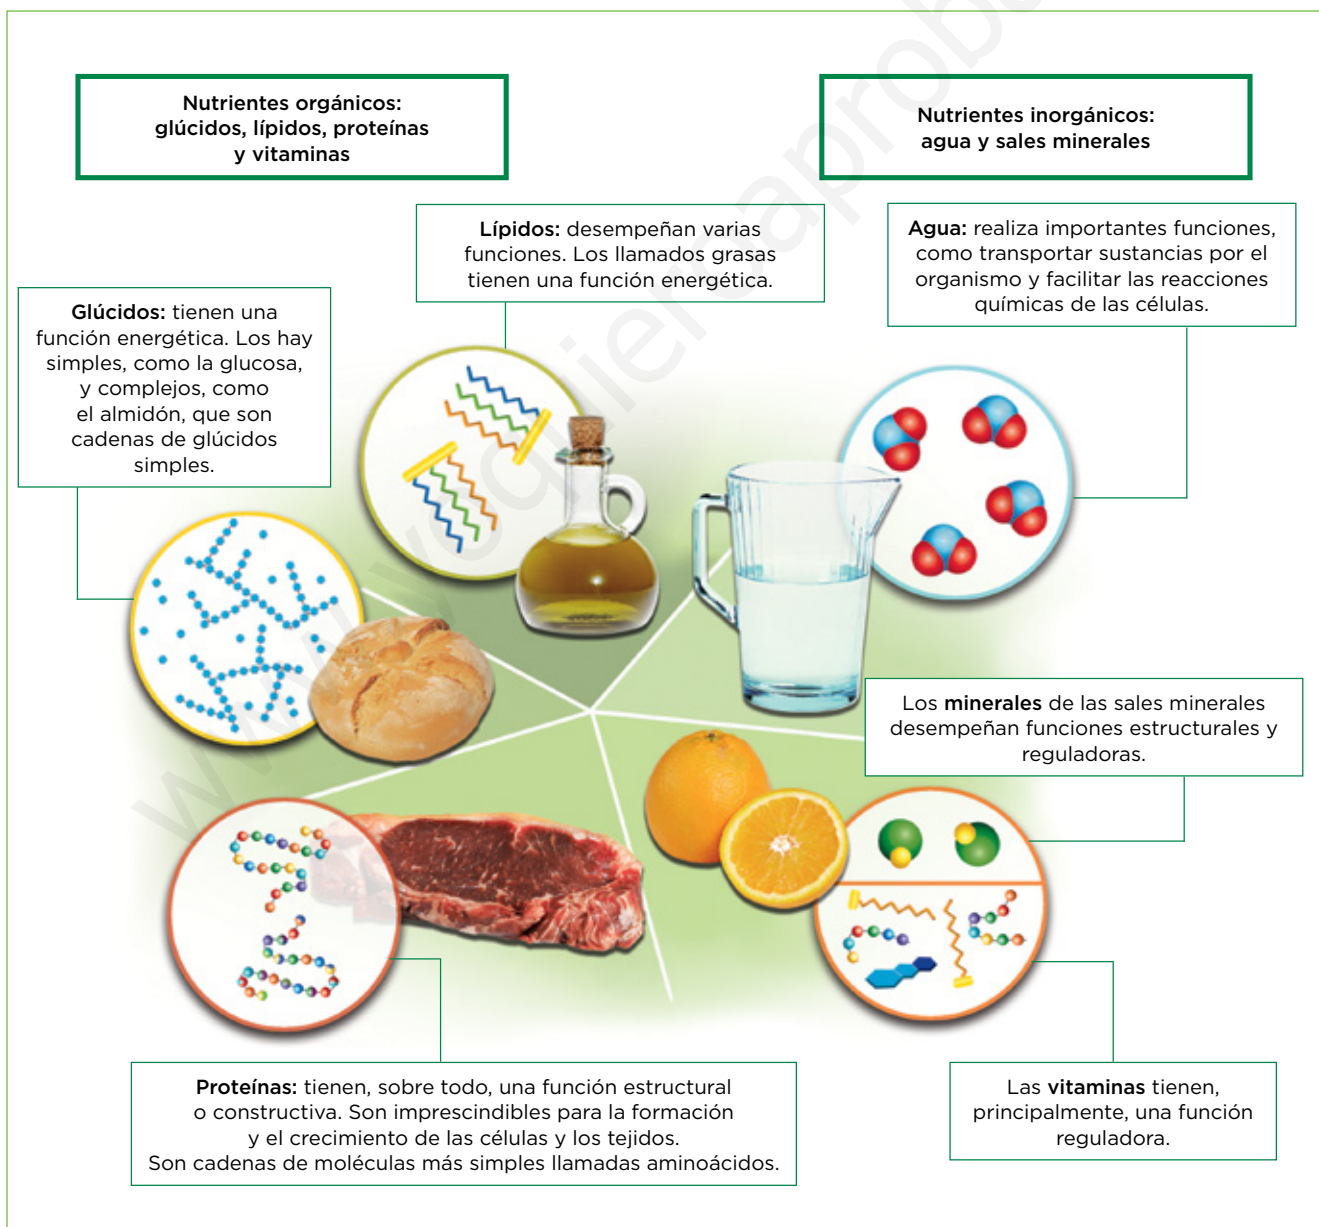 Nutrientes orgánicos:
glúcidos, lípidos, proteínas
y vitaminas
Nutrientes inorgánicos:
agua y sales minerales
Lípidos: desempeñan varias
funciones. Los llamados grasas
tienen una función energética.
Agua: realiza importantes funciones,
como transportar sustancias por el
organismo y facilitar las reacciones
químicas de las células.
Glúcidos: tienen una
función energética. Los hay
simples, como la glucosa,
y complejos, como
el almidón, que son
cadenas de glúcidos
simples.
Los minerales de las sales minerales
desempeñan funciones estructurales y
reguladoras.
Proteínas: tienen, sobre todo, una función estructural
o constructiva. Son imprescindibles para la formación
y el crecimiento de las células y los tejidos.
Son cadenas de moléculas más simples llamadas aminoácidos.
Las vitaminas tienen,
principalmente, una función
reguladora.